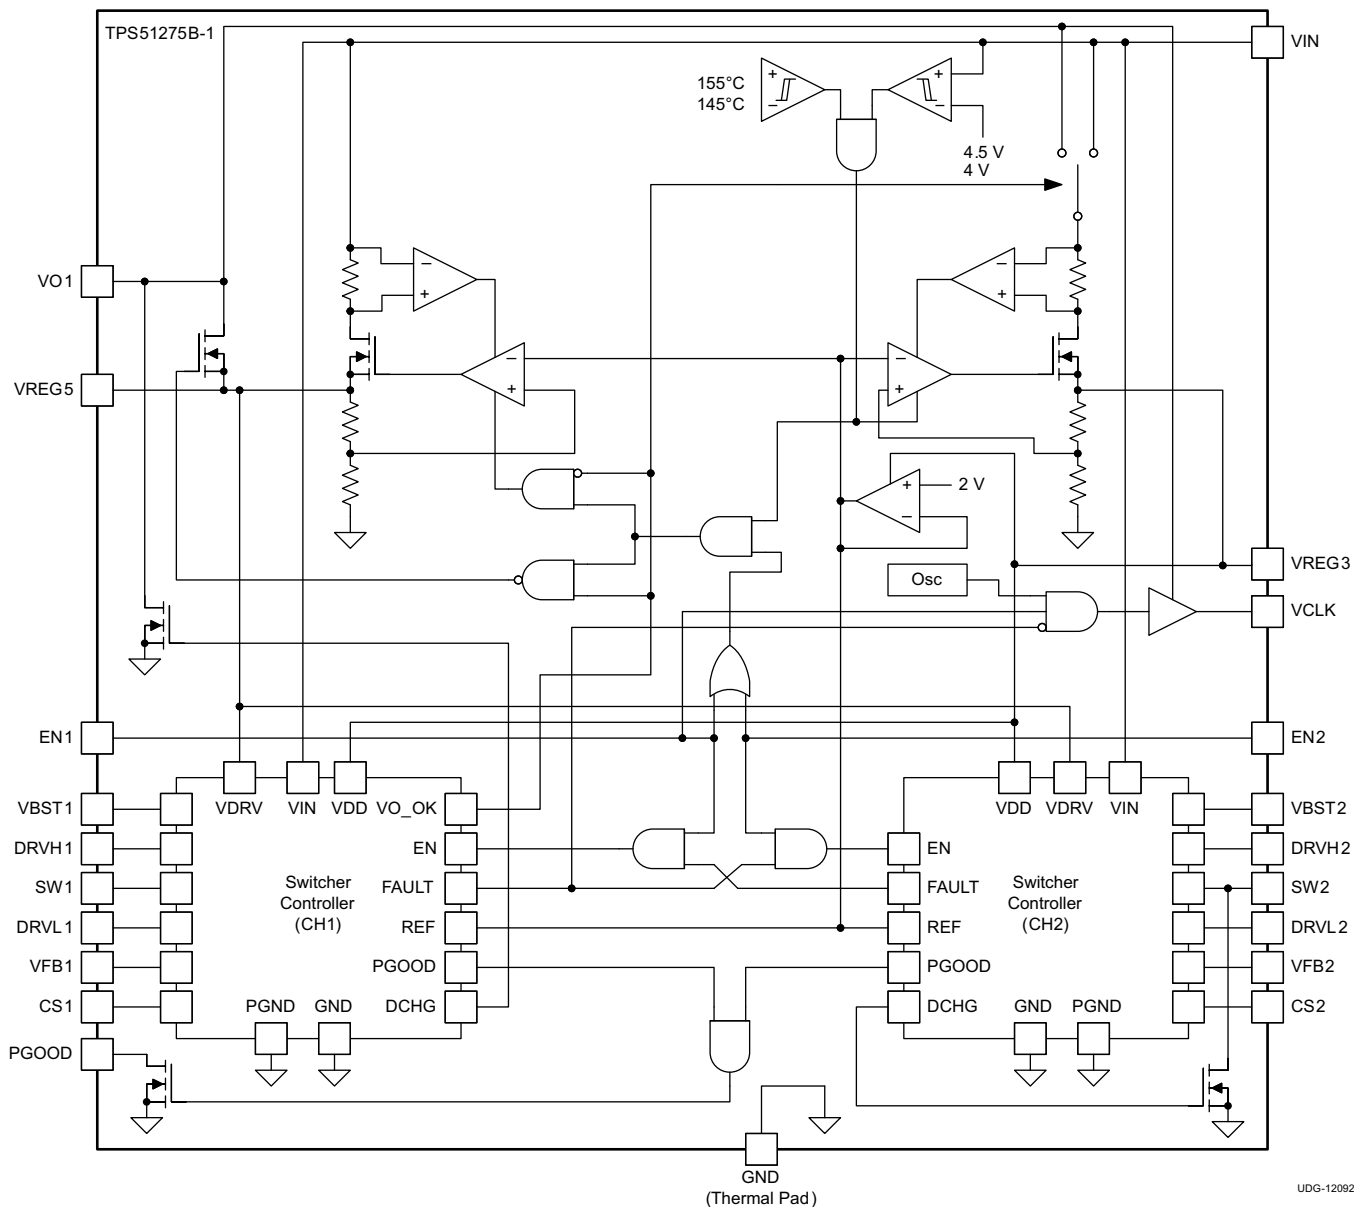 TPS51275B-1
VIN
155°C
145°C
4.5 V
4 V
VO1
VREG5
2 V
VREG3
Osc
VCLK
EN1
EN2
VDRV
VIN
VDD
VO_OK
VDD
VDRV
VIN
VBST1
VBST2
DRVH1
EN
EN
DRVH2
SW1
Switcher
Controller
(CH1)
FAULT
FAULT
Switcher
Controller
(CH2)
SW2
DRVL1
REF
REF
DRVL2
VFB1
PGOOD
PGOOD
VFB2
CS1
PGND
GND
DCHG
DCHG
GND
PGND
CS2
PGOOD
GND
(Thermal Pad)
UDG-12092